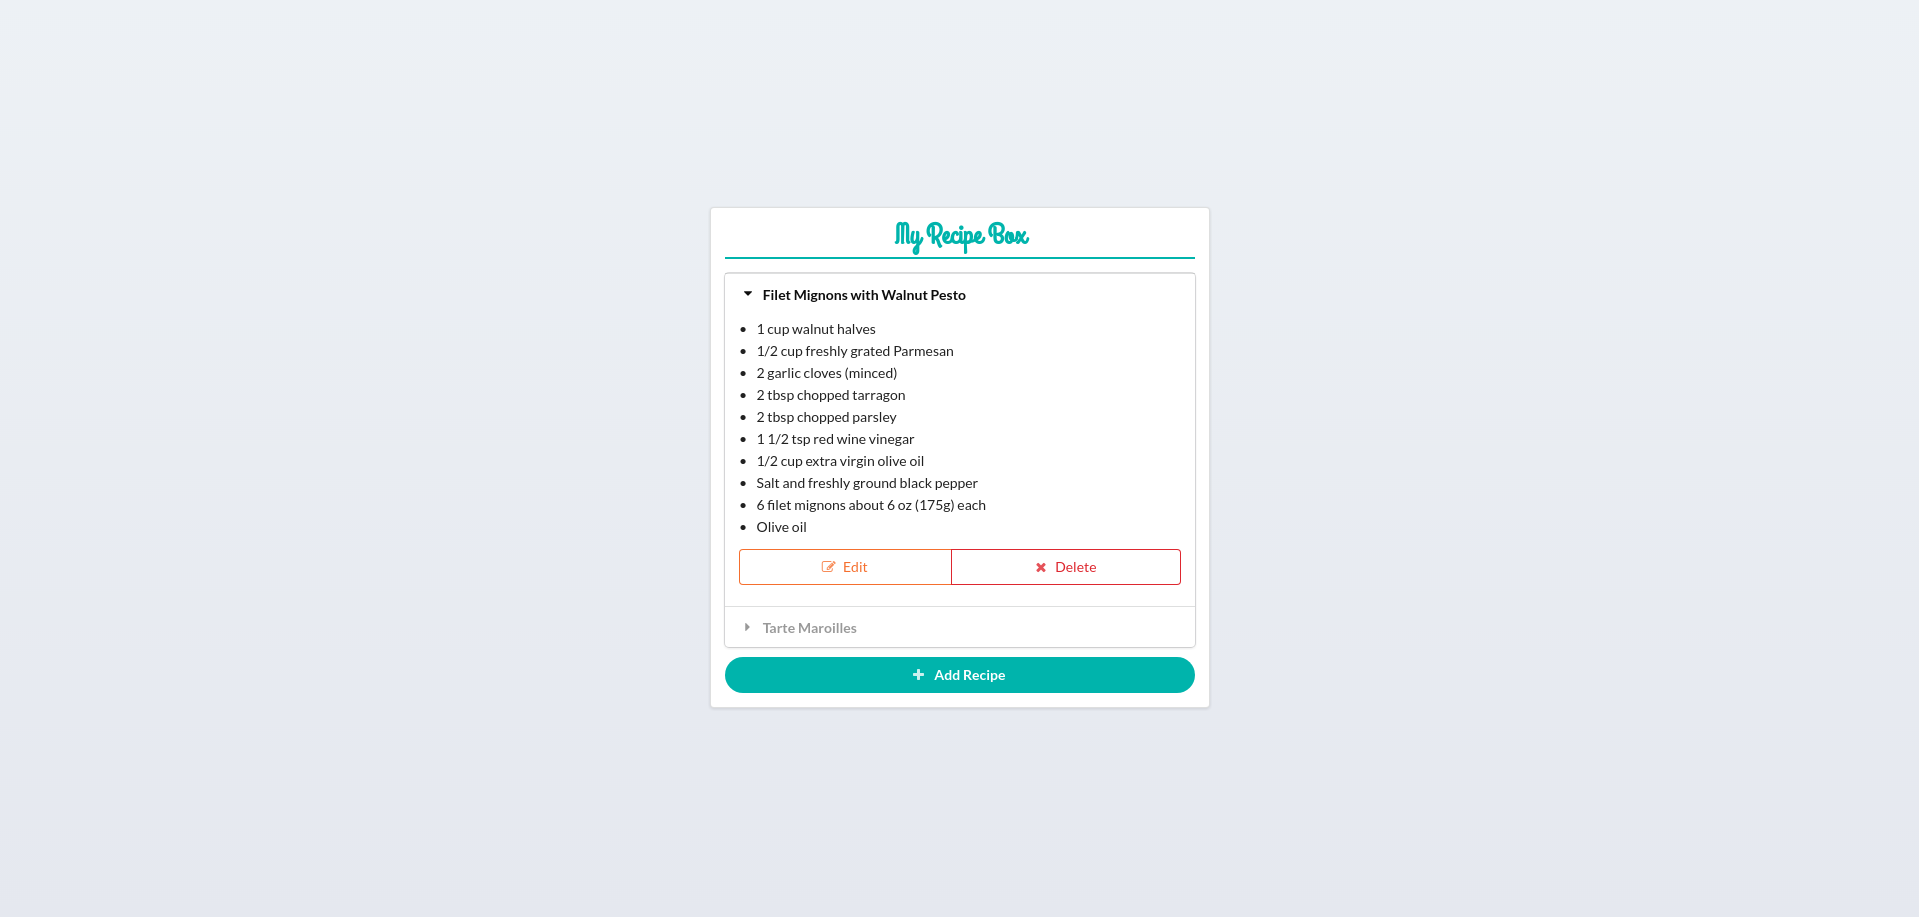 My Recipe Box
Filet Mignons with Walnut Pesto
1 cup walnut halves
1/2 cup freshly grated Parmesan
2 garlic cloves (minced)
2 tbsp chopped tarragon
2 tbsp chopped parsley
1 1/2 tsp red wine vinegar
1/2 cup extra virgin olive oil
Salt and freshly ground black pepper
6 filet mignons about 6 oz (175g) each
Olive oil
Edit Delete
Tarte Maroilles
Add Recipe